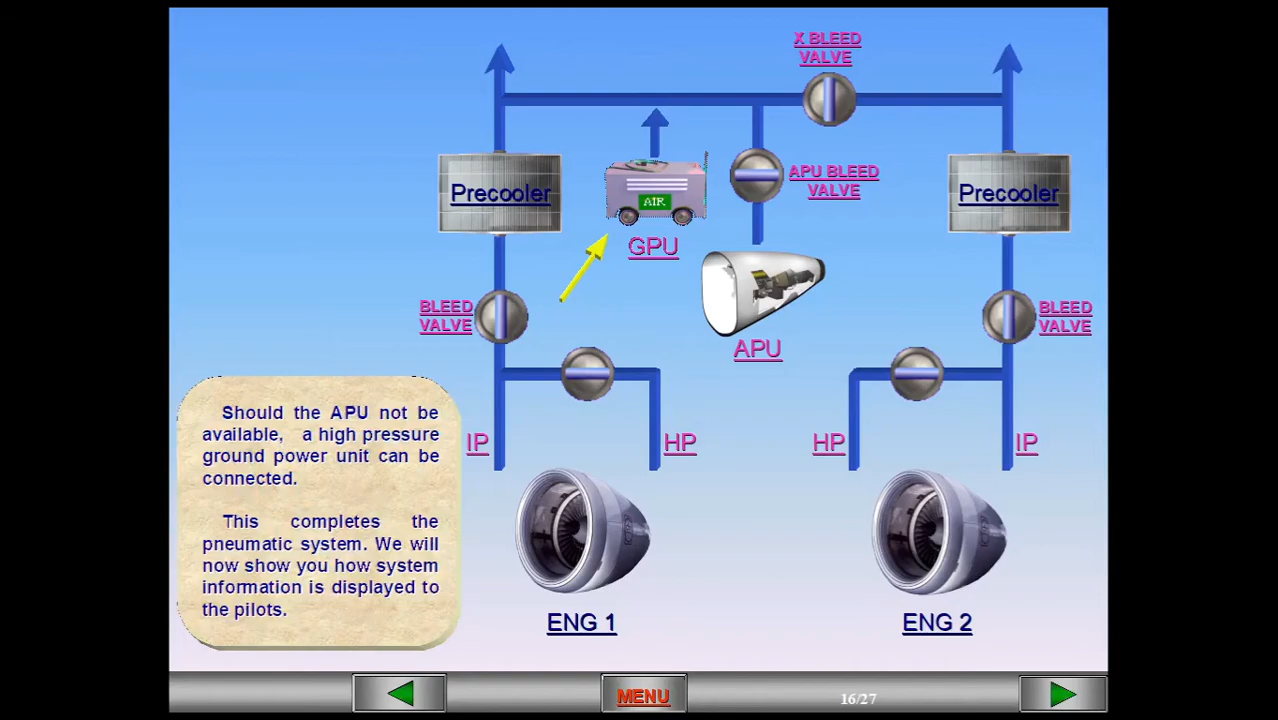 X BLEED
VALVE
Precooler
AIR
GPU
APU BLEED
VALVE
Precooler
BLEED
VALVE
APU
BLEED
VALVE
Should the APU not be
available, a high pressure
ground power unit can be
connected.
This completes the
pneumatic system. We will
now show you how system
information is displayed to
the pilots.
IP
HP
HP
IP
ENG 1
ENG 2
MENU
16/27